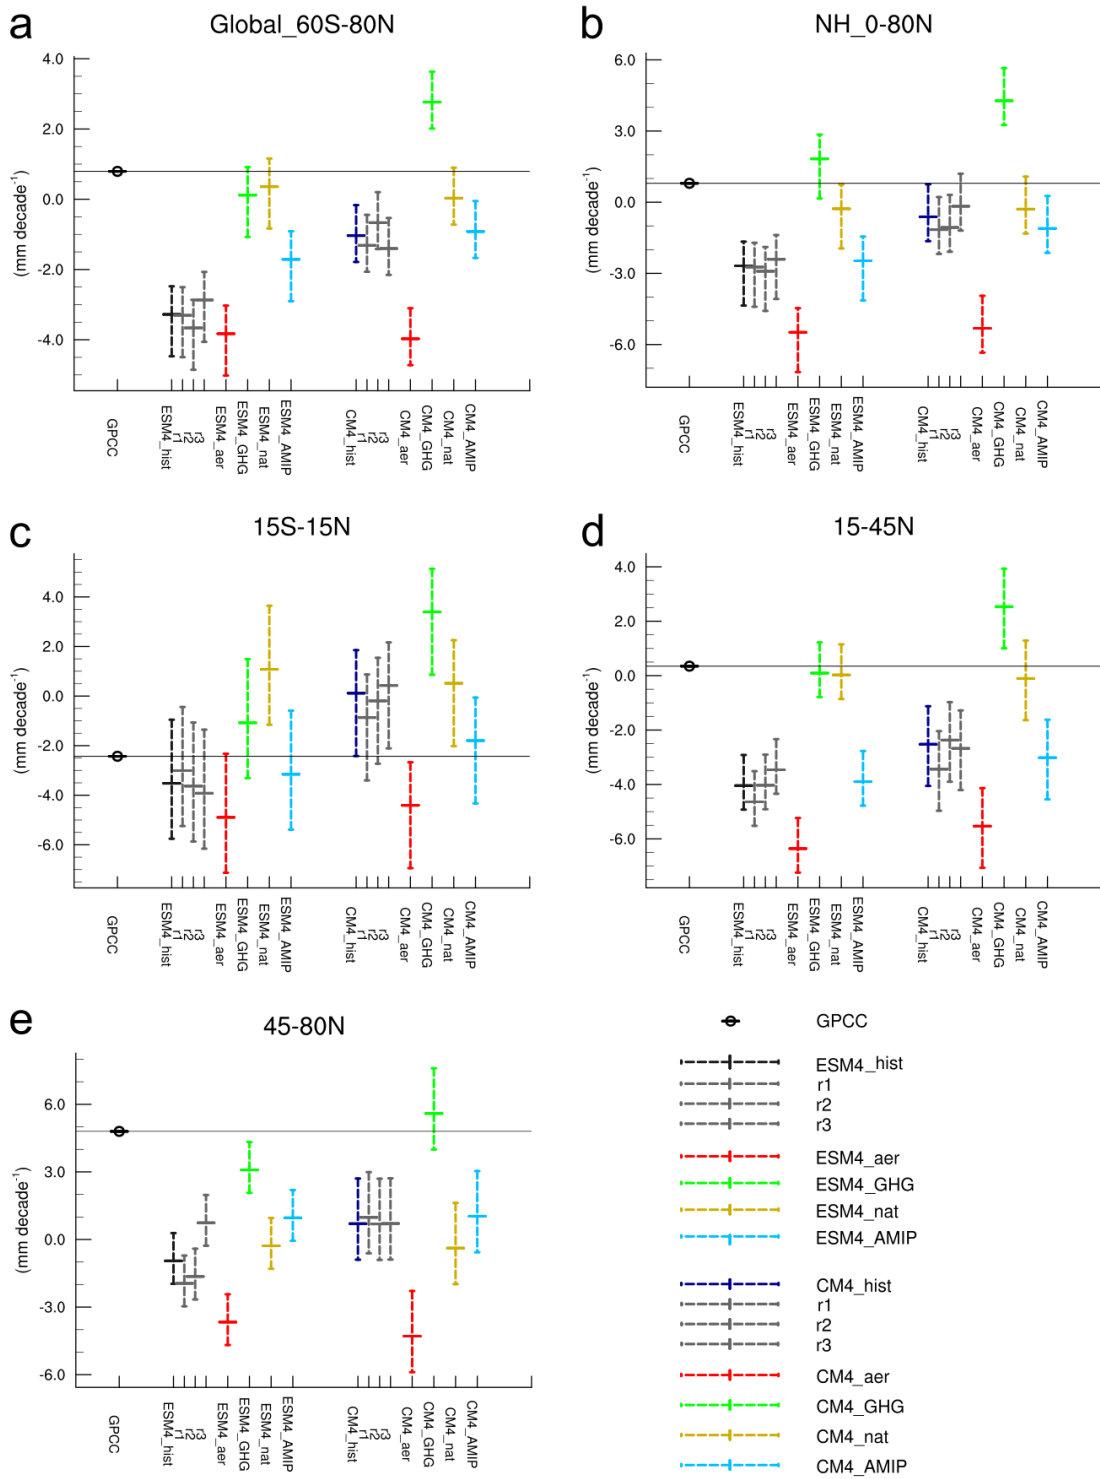 a
Global_60S-80N
4.0
2.0
0.0
-2.0
-4.0
(mm decade⁻¹)
GPCC
ESM4_hist
r1
r2
r3
ESM4_aer
ESM4_GHG
ESM4_nat
ESM4_AMIP
CM4_hist
r1
r2
r3
CM4_aer
CM4_GHG
CM4_nat
CM4_AMIP
b
NH_0-80N
6.0
3.0
0.0
-3.0
-6.0
(mm decade⁻¹)
GPCC
ESM4_hist
r1
r2
r3
ESM4_aer
ESM4_GHG
ESM4_nat
ESM4_AMIP
CM4_hist
r1
r2
r3
CM4_aer
CM4_GHG
CM4_nat
CM4_AMIP
c
15S-15N
4.0
2.0
0.0
-2.0
-4.0
-6.0
(mm decade⁻¹)
GPCC
ESM4_hist
r1
r2
r3
ESM4_aer
ESM4_GHG
ESM4_nat
ESM4_AMIP
CM4_hist
r1
r2
r3
CM4_aer
CM4_GHG
CM4_nat
CM4_AMIP
d
15-45N
4.0
2.0
0.0
-2.0
-4.0
-6.0
(mm decade⁻¹)
GPCC
ESM4_hist
r1
r2
r3
ESM4_aer
ESM4_GHG
ESM4_nat
ESM4_AMIP
CM4_hist
r1
r2
r3
CM4_aer
CM4_GHG
CM4_nat
CM4_AMIP
e
45-80N
6.0
3.0
0.0
-3.0
-6.0
(mm decade⁻¹)
GPCC
ESM4_hist
r1
r2
r3
ESM4_aer
ESM4_GHG
ESM4_nat
ESM4_AMIP
CM4_hist
r1
r2
r3
CM4_aer
CM4_GHG
CM4_nat
CM4_AMIP
GPCC
ESM4_hist
r1
r2
r3
ESM4_aer
ESM4_GHG
ESM4_nat
ESM4_AMIP
CM4_hist
r1
r2
r3
CM4_aer
CM4_GHG
CM4_nat
CM4_AMIP